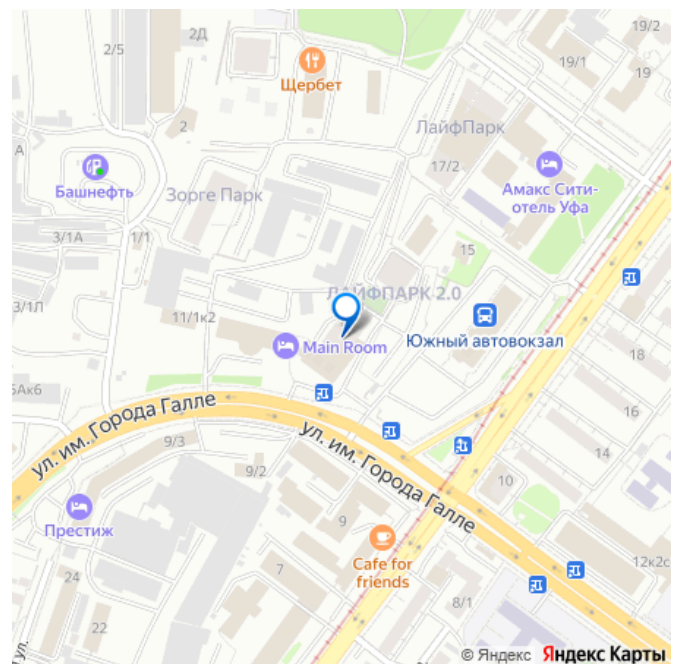 19/2
2Д
2/5
19/1
19
Щербет
ЛайфПарк
2
17/2
А
Башнефть
Амакс Сити-
отель Уфа
Зорге Парк
3/1А
1/1
15
ЛАЙФПАРК 2.0
3/1Л
11/1к2
Main Room
Южный автовокзал
18
5Ак6
16
ул. им. Города Галле
9/3
ул. им. Города Галле
14
9/2
10
Престиж
9
Cafe for
friends
12к2с
24
7
8/1
22
ул.
© Яндекс Яндекс Карты